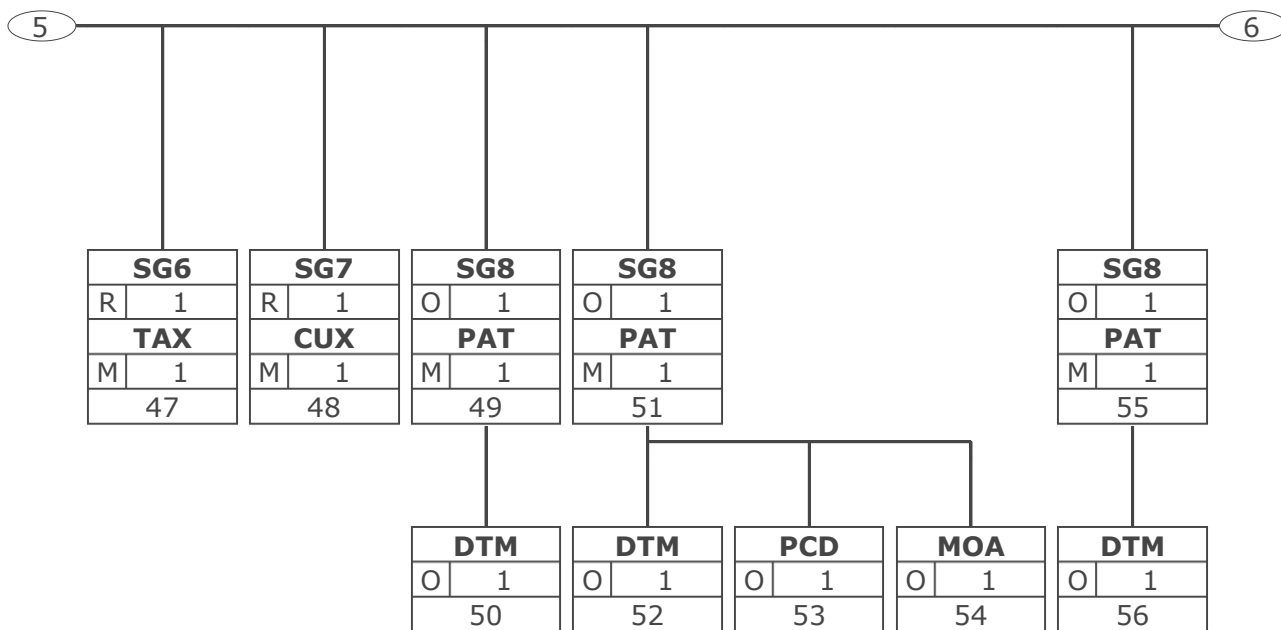 5 6
SG6 SG7 SG8 SG8 SG8
R 1 R 1 O 1 O 1 O 1
TAX CUX PAT PAT PAT
M 1 M 1 M 1 M 1 M 1
47 48 49 51 55
DTM DTM PCD MOA DTM
O 1 O 1 O 1 O 1 O 1
50 52 53 54 56